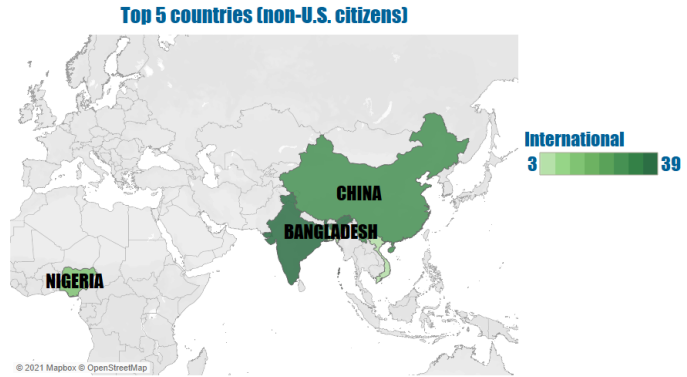 Top 5 countries (non-U.S. citizens)
International
3 39
CHINA
BANGLADESH
NIGERIA
© 2021 Mapbox © OpenStreetMap